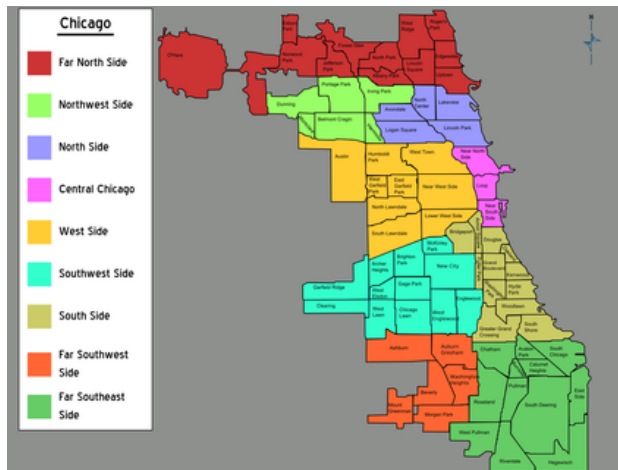 Chicago
Far North Side
Northwest Side
North Side
Central Chicago
West Side
Southwest Side
South Side
Far Southwest
Side
Far Southeast
Side
N
Ohare
Edison
Park
Norwood
Park
Jefferson
Park
Forest Glen
North Park
Albany Park
West
Ridge
Lincoln
Square
Roger's
Park
Edgewater
Uptown
Portage Park
Irving Park
Dunning
Belmont Cragin
North
Center
Lakeview
Avondale
Logan Square
Lincoln Park
Near North
Side
Loop
Near
South
Side
Austin
Humboldt
Park
West Town
West
Garfield
Park
East
Garfield
Park
Near West Side
North Lawndale
Lower West Side
South Lawndale
Bridgeport
Douglas
Grand
Boulevard
Kenwood
Hyde
Park
Woodlawn
Greater Grand
Crossing
South
Shore
McKinley
Park
Archer
Heights
Brighton
Park
New City
Garfield Ridge
Clearing
West
Elsdon
Gage Park
West
Lawn
Chicago
Lawn
West
Englewood
Englewood
Ashburn
Auburn
Gresham
Beverly
Washington
Heights
Mount
Greenwood
Morgan Park
Chatham
Avalon
Park
South
Chicago
Calumet
Heights
Pullman
Roseland
South Deering
East
Side
West Pullman
Riverdale
Hegewisch